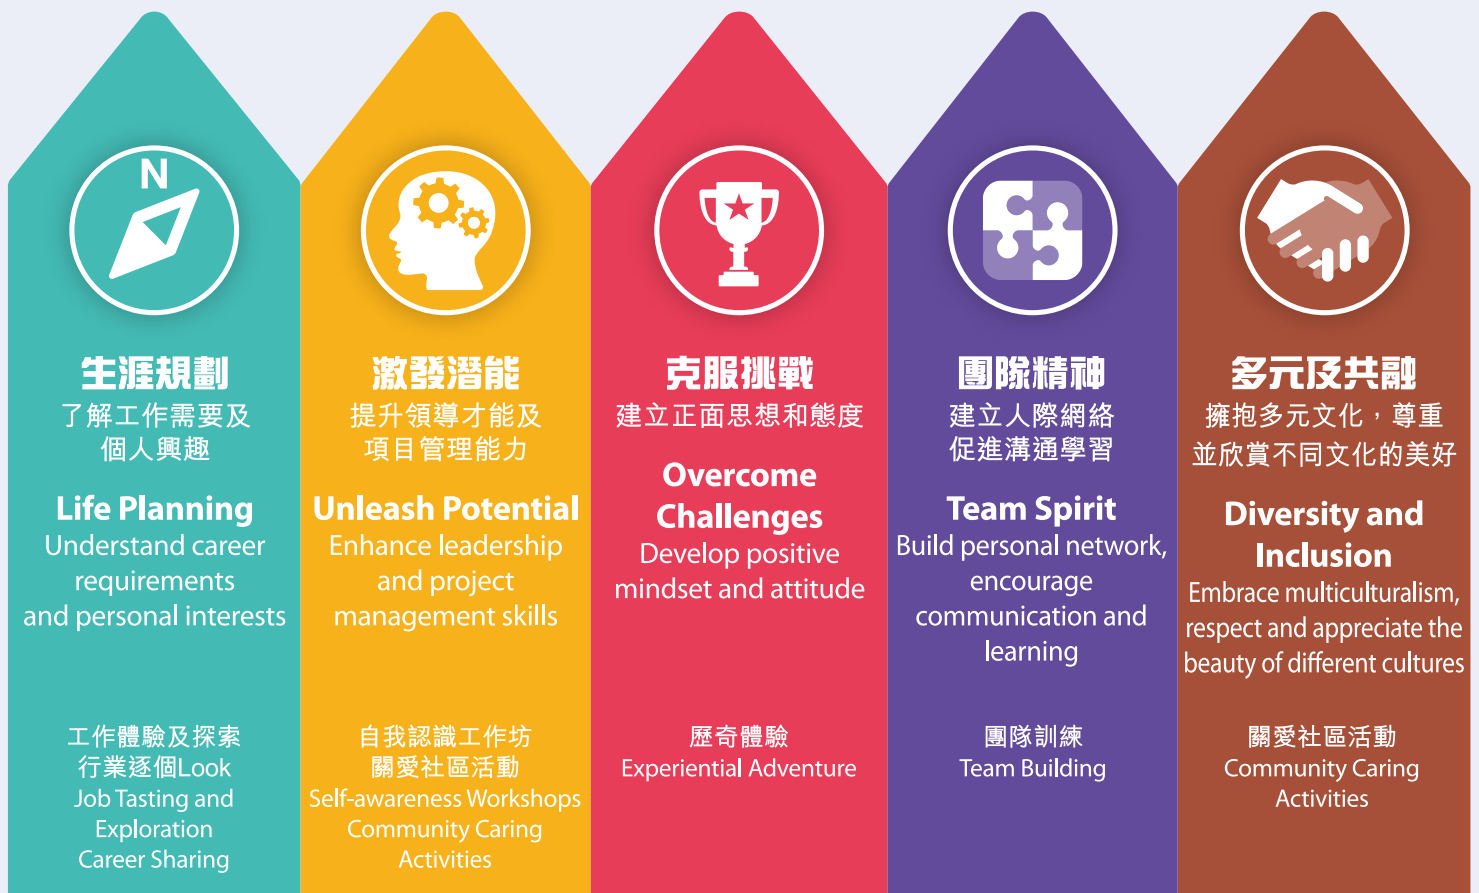 N
生涯規劃
了解工作需要及
個人興趣
Life Planning
Understand career
requirements
and personal interests
工作體驗及探索
行業逐個Look
Job Tasting and
Exploration
Career Sharing
激發潛能
提升領導才能及
項目管理能力
Unleash Potential
Enhance leadership
and project
management skills
自我認識工作坊
關愛社區活動
Self-awareness Workshops
Community Caring
Activities
克服挑戰
建立正面思想和態度
Overcome
Challenges
Develop positive
mindset and attitude
歷奇體驗
Experiential Adventure
團隊精神
建立人際網絡
促進溝通學習
Team Spirit
Build personal network,
encourage
communication and
learning
團隊訓練
Team Building
多元及共融
擁抱多元文化，尊重
並欣賞不同文化的美好
Diversity and
Inclusion
Embrace multiculturalism,
respect and appreciate the
beauty of different cultures
關愛社區活動
Community Caring
Activities